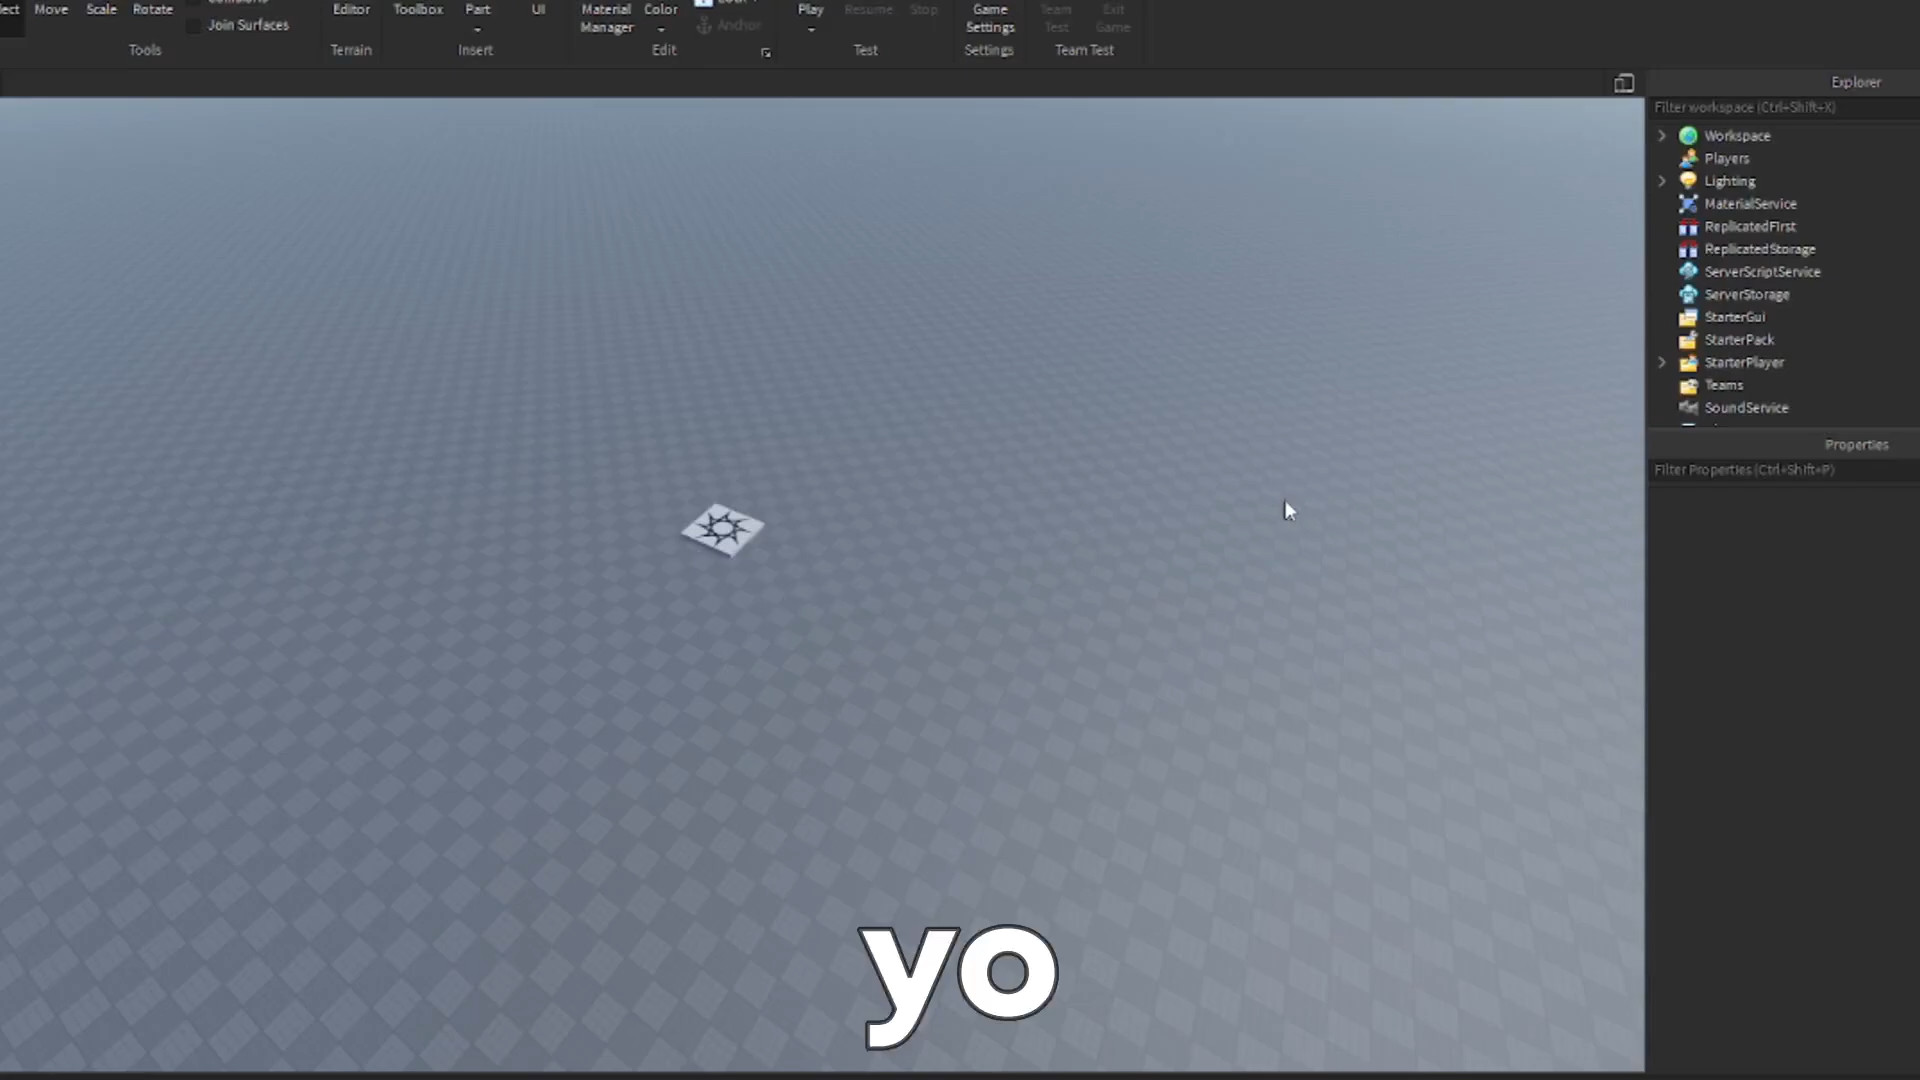 Move Scale Rotate
Join Surfaces
Tools
Editor
Terrain
Toolbox Part UI
Insert
Material Manager Color
Anchor
Edit
Play Resume Stop
Test
Game Settings
Settings
Team Test Exit Game
Team Test
Explorer
Filter workspace (Ctrl+Shift+X)
Workspace
Players
Lighting
MaterialService
ReplicatedFirst
ReplicatedStorage
ServerScriptService
ServerStorage
StarterGui
StarterPack
StarterPlayer
Teams
SoundService
Properties
Filter Properties (Ctrl+Shift+P)
yo